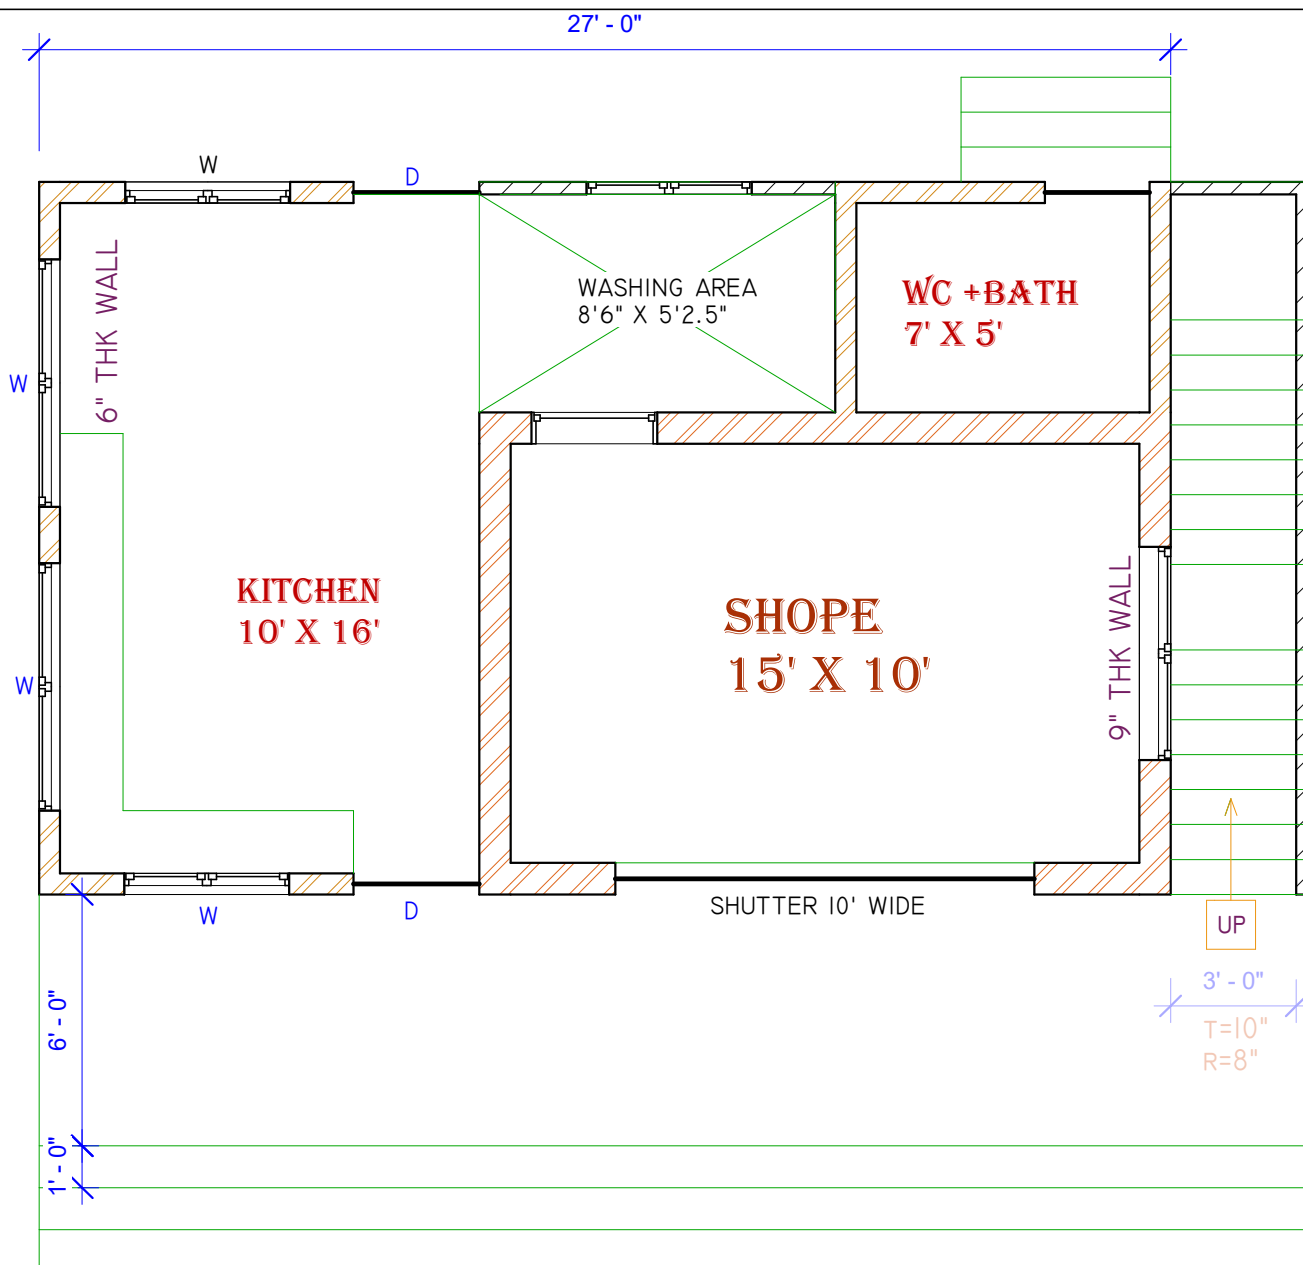 27' - 0"
W
D
6" THK WALL
WASHING AREA
8'6" X 5'2.5"
WC +BATH
7' X 5'
W
KITCHEN
10' X 16'
SHOPE
15' X 10'
9" THK WALL
W
W
D
SHUTTER 10' WIDE
UP
3' - 0"
T=10"
R=8"
6' - 0"
1' - 0"